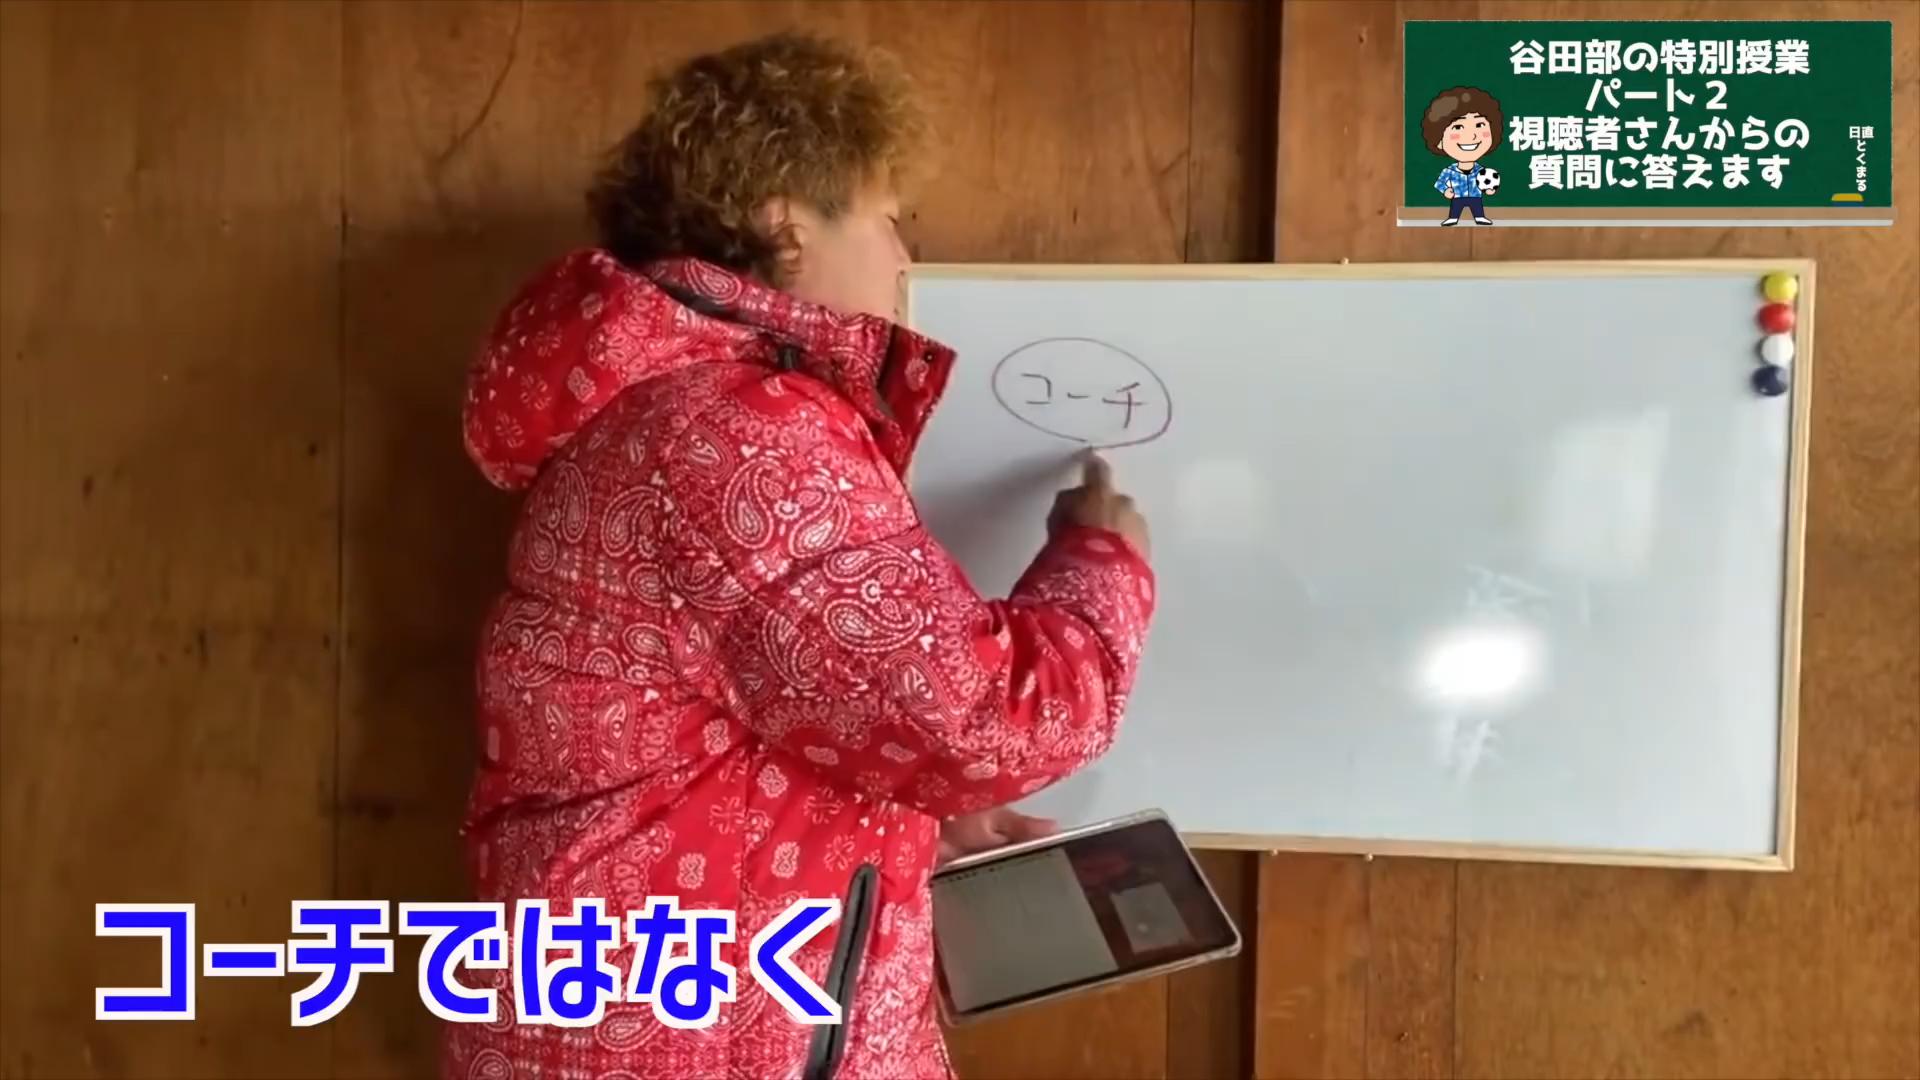 谷田部の特別授業
パート2
視聴者さんからの
質問に答えます
日直
とくまる
コーチ
コーチではなく